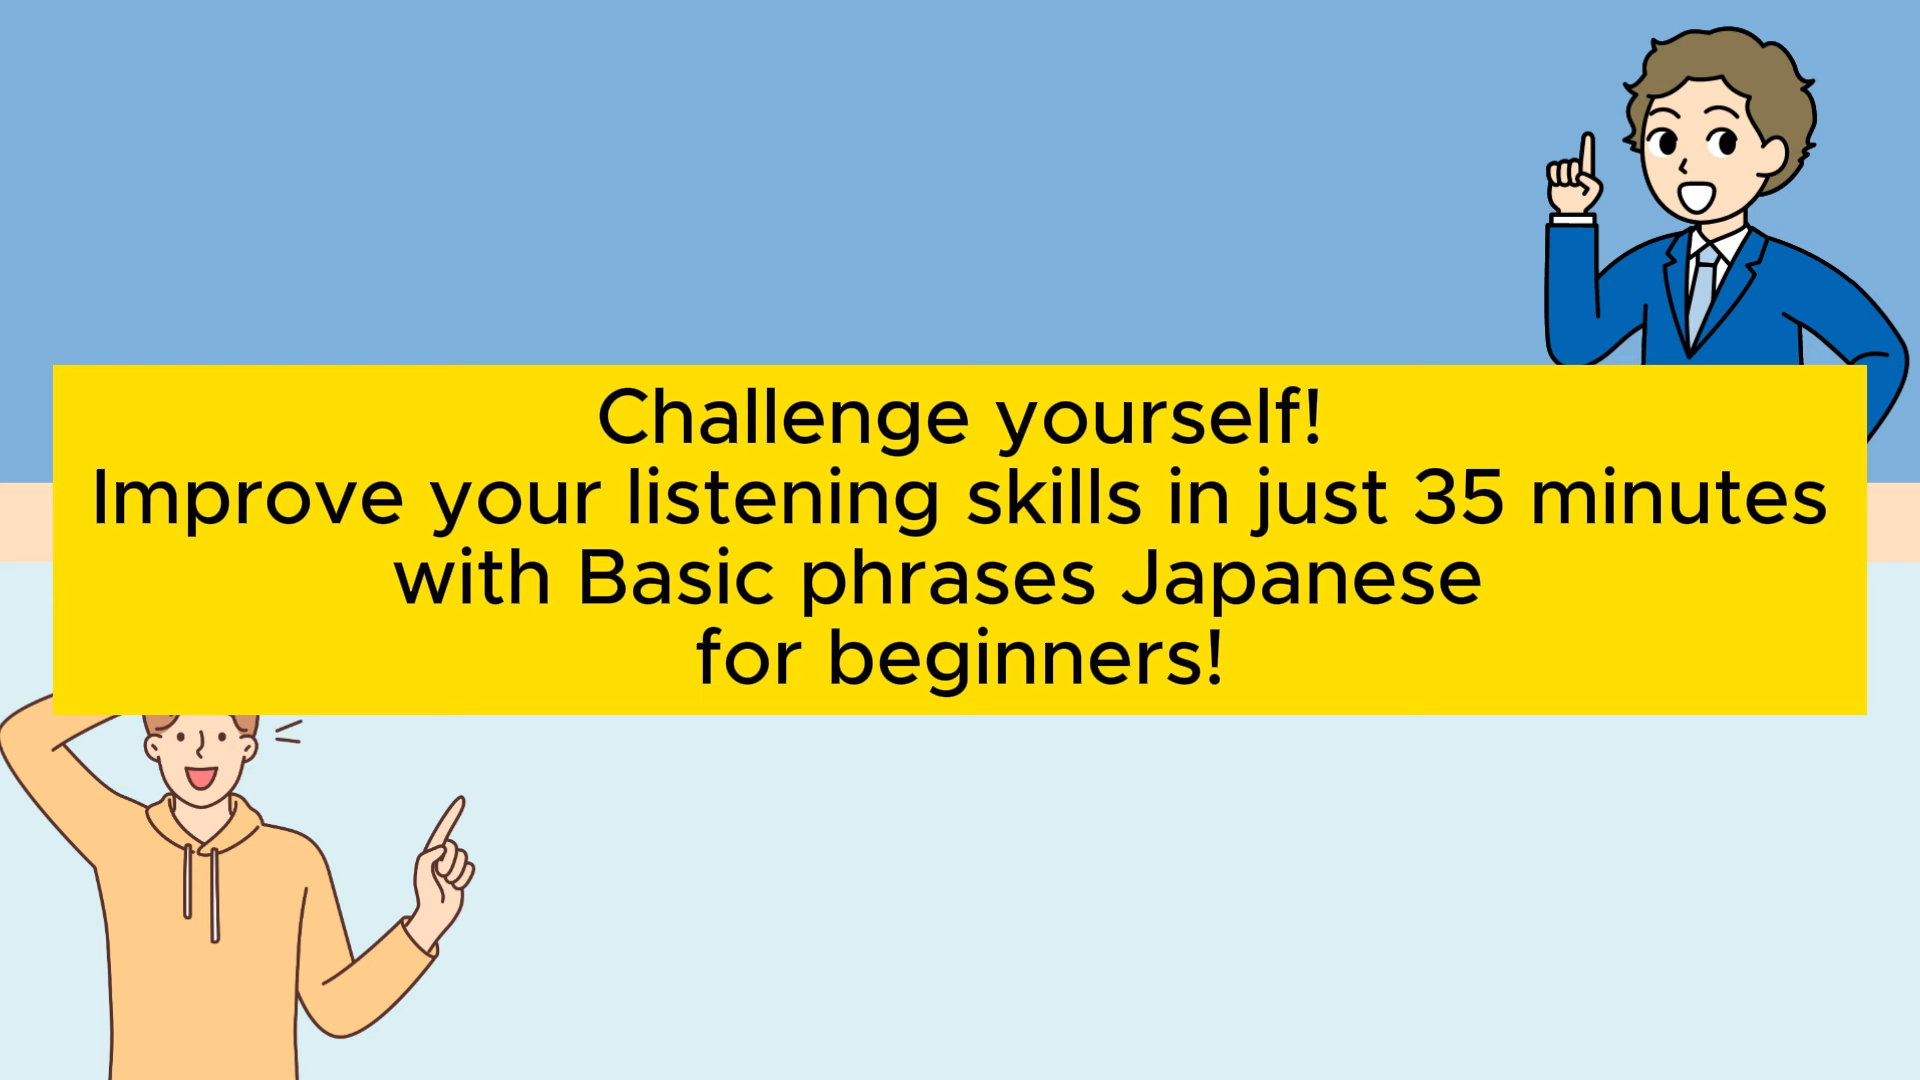 Challenge yourself!
Improve your listening skills in just 35 minutes
with Basic phrases Japanese
for beginners!